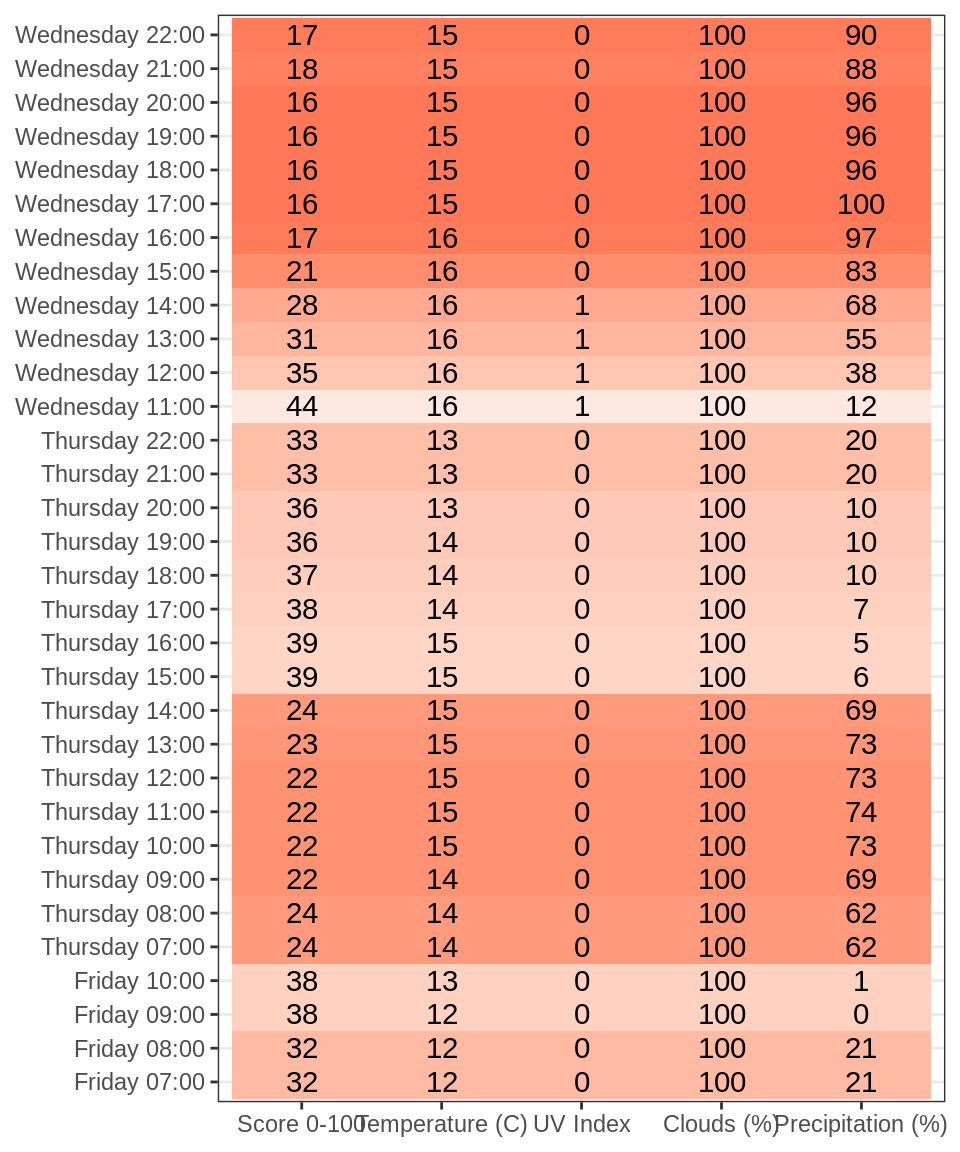 Wednesday 22:00 17 15 0 100 90
Wednesday 21:00 18 15 0 100 88
Wednesday 20:00 16 15 0 100 96
Wednesday 19:00 16 15 0 100 96
Wednesday 18:00 16 15 0 100 96
Wednesday 17:00 16 15 0 100 100
Wednesday 16:00 17 16 0 100 97
Wednesday 15:00 21 16 0 100 83
Wednesday 14:00 28 16 1 100 68
Wednesday 13:00 31 16 1 100 55
Wednesday 12:00 35 16 1 100 38
Wednesday 11:00 44 16 1 100 12
Thursday 22:00 33 13 0 100 20
Thursday 21:00 33 13 0 100 20
Thursday 20:00 36 13 0 100 10
Thursday 19:00 36 14 0 100 10
Thursday 18:00 37 14 0 100 10
Thursday 17:00 38 14 0 100 7
Thursday 16:00 39 15 0 100 5
Thursday 15:00 39 15 0 100 6
Thursday 14:00 24 15 0 100 69
Thursday 13:00 23 15 0 100 73
Thursday 12:00 22 15 0 100 73
Thursday 11:00 22 15 0 100 74
Thursday 10:00 22 15 0 100 73
Thursday 09:00 22 14 0 100 69
Thursday 08:00 24 14 0 100 62
Thursday 07:00 24 14 0 100 62
Friday 10:00 38 13 0 100 1
Friday 09:00 38 12 0 100 0
Friday 08:00 32 12 0 100 21
Friday 07:00 32 12 0 100 21
Score 0-100 Temperature (C) UV Index Clouds (%) Precipitation (%)